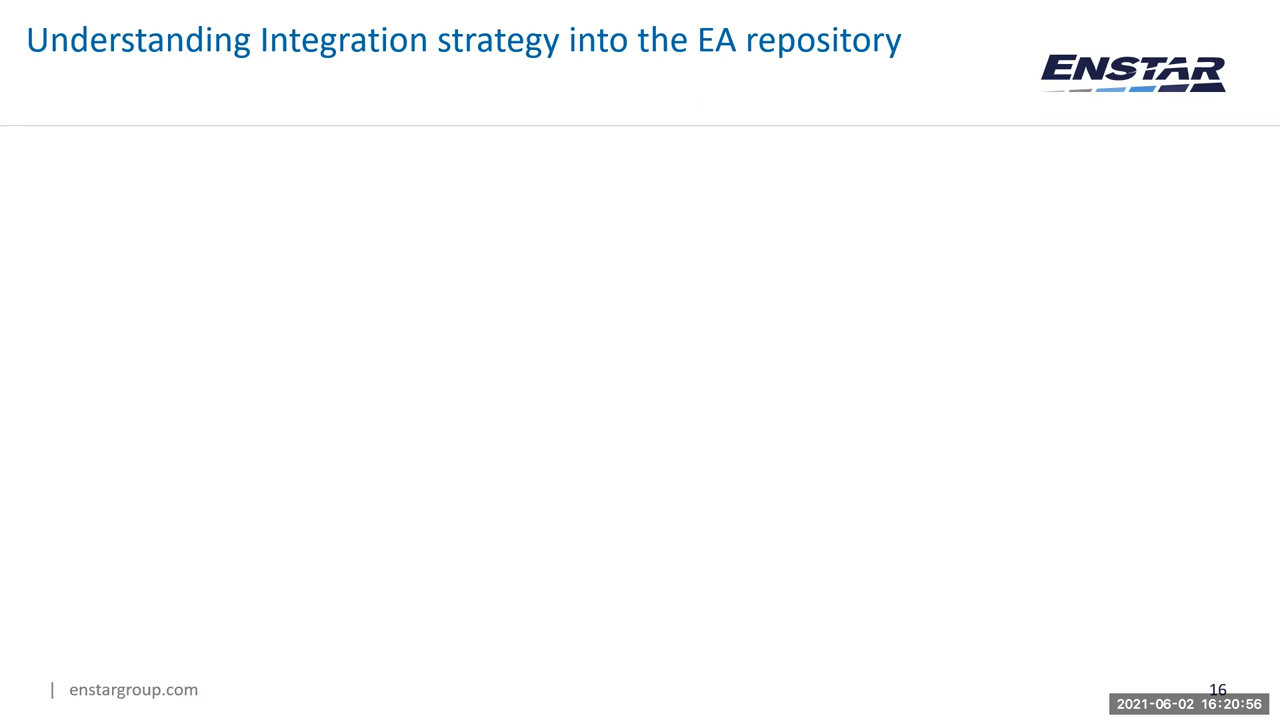 Understanding Integration strategy into the EA repository
ENSTAR
| enstargroup.com
16
2021-06-02 16:20:56